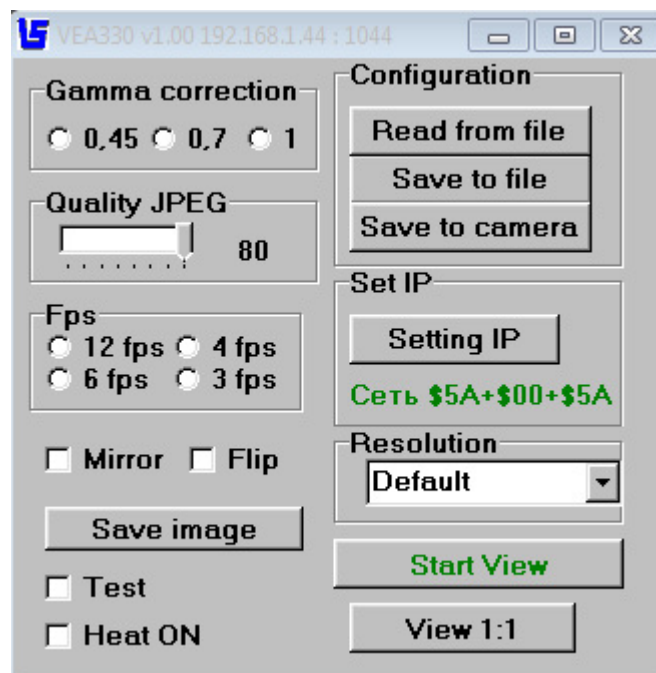 VEA330 v1.00 192.168.1.44 : 1044
Gamma correction
0,45 0,7 1
Quality JPEG
80
Fps
12 fps 4 fps
6 fps 3 fps
Mirror Flip
Save image
Test
Heat ON
Configuration
Read from file
Save to file
Save to camera
Set IP
Setting IP
Сеть $5A+$00+$5A
Resolution
Default
Start View
View 1:1